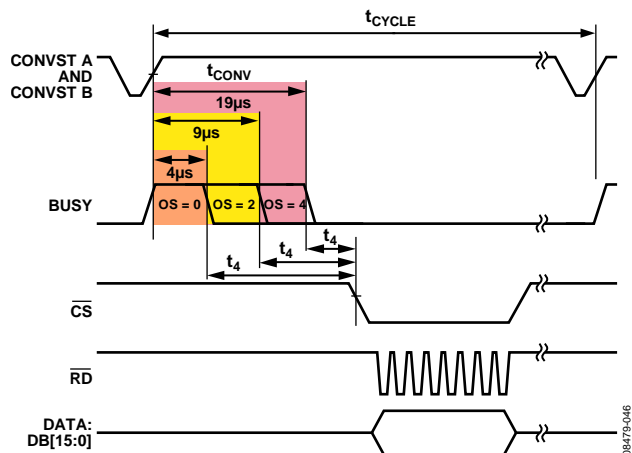 tCYCLE
CONVST A
AND
CONVST B
tCONV
19µs
9µs
4µs
BUSY
OS = 0
OS = 2
OS = 4
t4
t4
t4
CS
RD
DATA:
DB[15:0]
08479-046